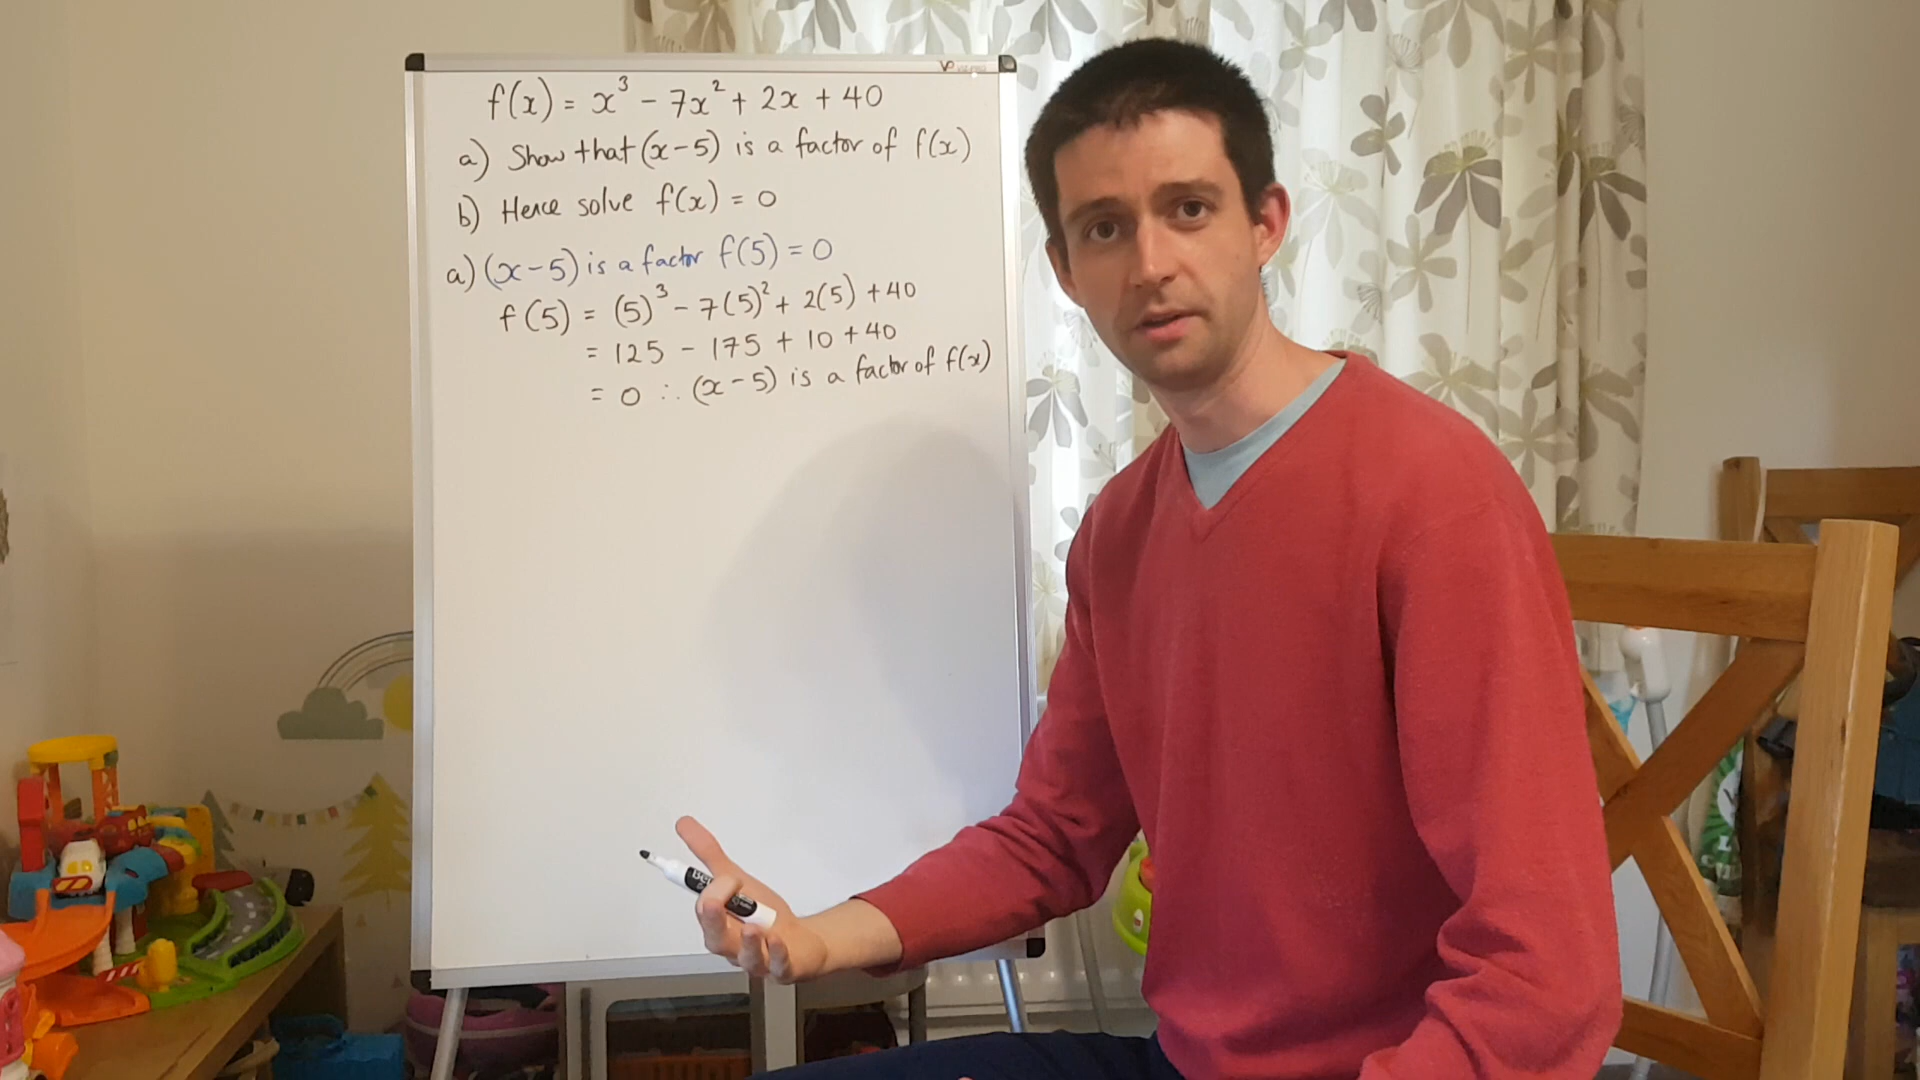 f(x) = x³ - 7x² + 2x + 40
a) Show that (x-5) is a factor of f(x)
b) Hence solve f(x) = 0
a) (x-5) is a factor f(5) = 0
f(5) = (5)³ - 7(5)² + 2(5) + 40
= 125 - 175 + 10 + 40
= 0 ∴ (x-5) is a factor of f(x)